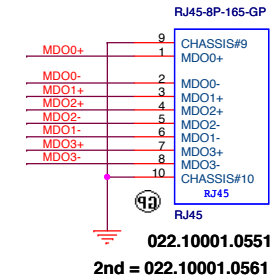 RJ45-8P-165-GP
9 CHASSIS#9
MDO0+ 1 MDO0+
MDO0- 2 MDO0-
MDO1+ 3 MDO1+
MDO2+ 4 MDO2+
MDO2- 5 MDO2-
MDO1- 6 MDO1-
MDO3+ 7 MDO3+
MDO3- 8 MDO3-
10 CHASSIS#10
RJ45
GP
RJ45
022.10001.0551
2nd = 022.10001.0561